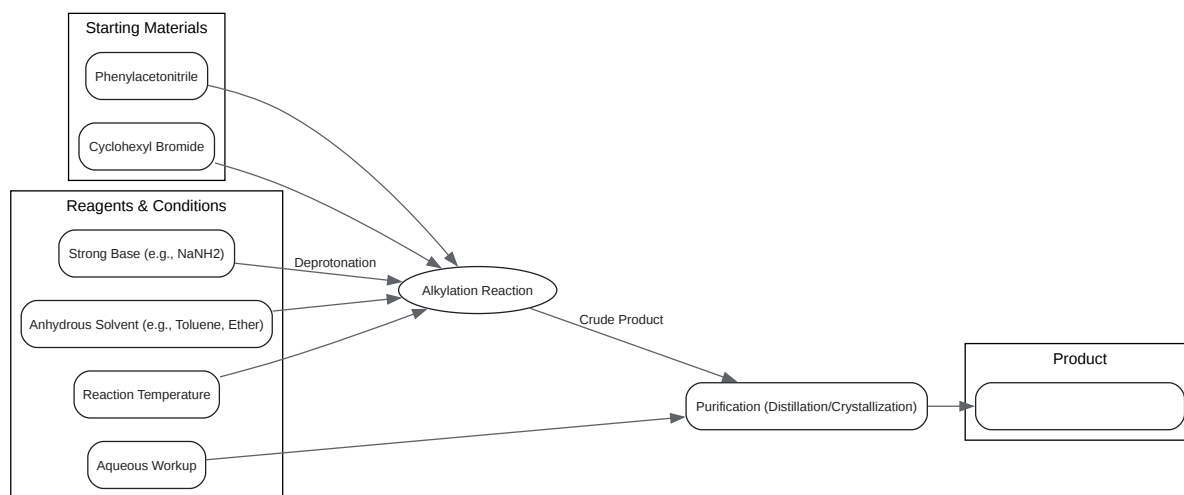 Starting Materials
Phenylacetonitrile
Cyclohexyl Bromide
Reagents & Conditions
Strong Base (e.g., NaNH2)
Deprotonation
Anhydrous Solvent (e.g., Toluene, Ether)
Reaction Temperature
Aqueous Workup
Alkylation Reaction
Crude Product
Purification (Distillation/Crystallization)
Product